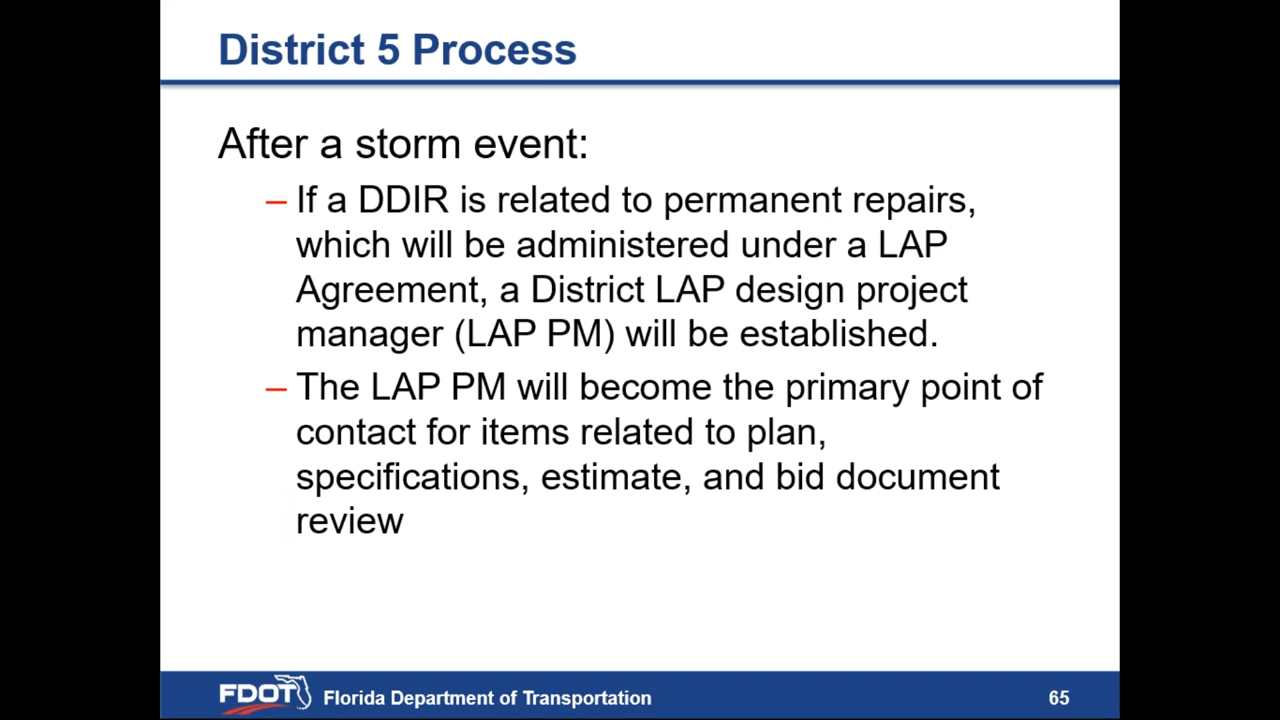 District 5 Process
After a storm event:
– If a DDIR is related to permanent repairs,
which will be administered under a LAP
Agreement, a District LAP design project
manager (LAP PM) will be established.
– The LAP PM will become the primary point of
contact for items related to plan,
specifications, estimate, and bid document
review
FDOT Florida Department of Transportation 65